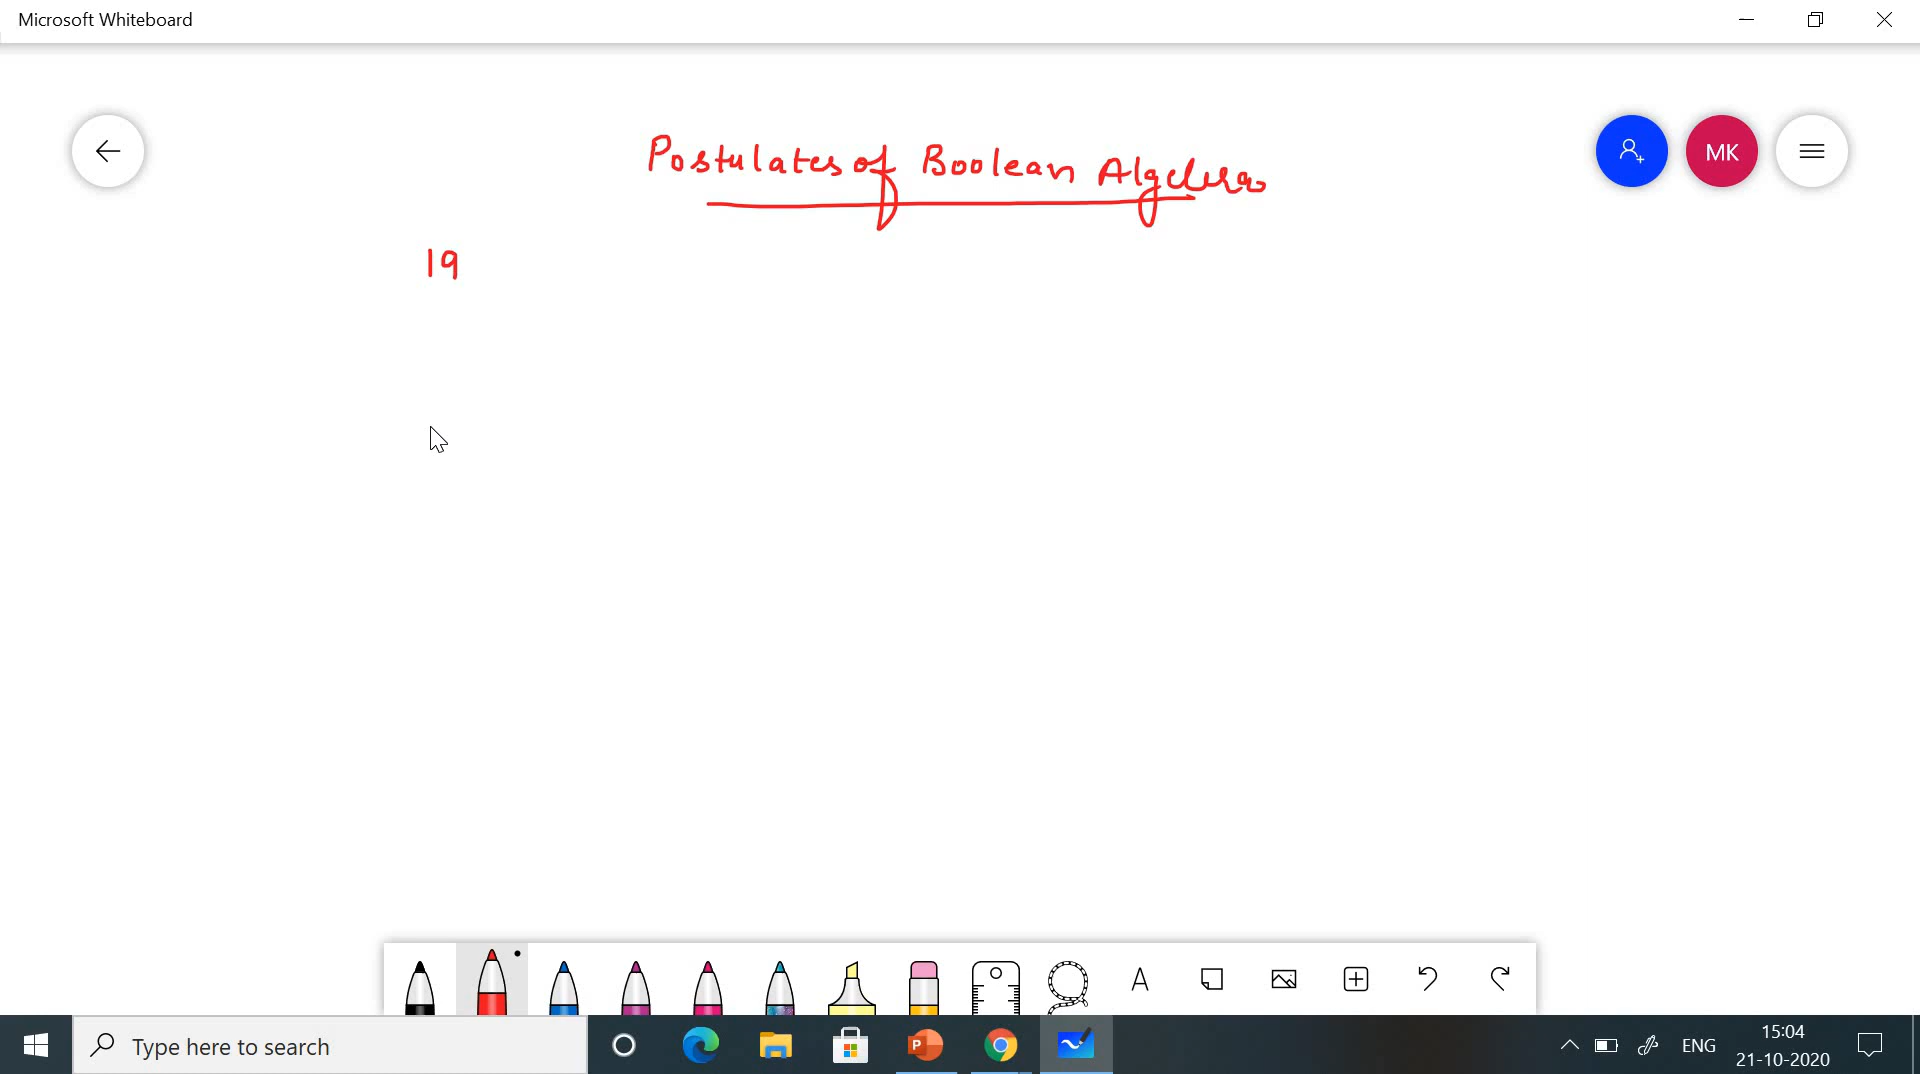 Microsoft Whiteboard
MK
Postulates of Boolean Algebra
19
A
Type here to search
P
ENG
15:04
21-10-2020